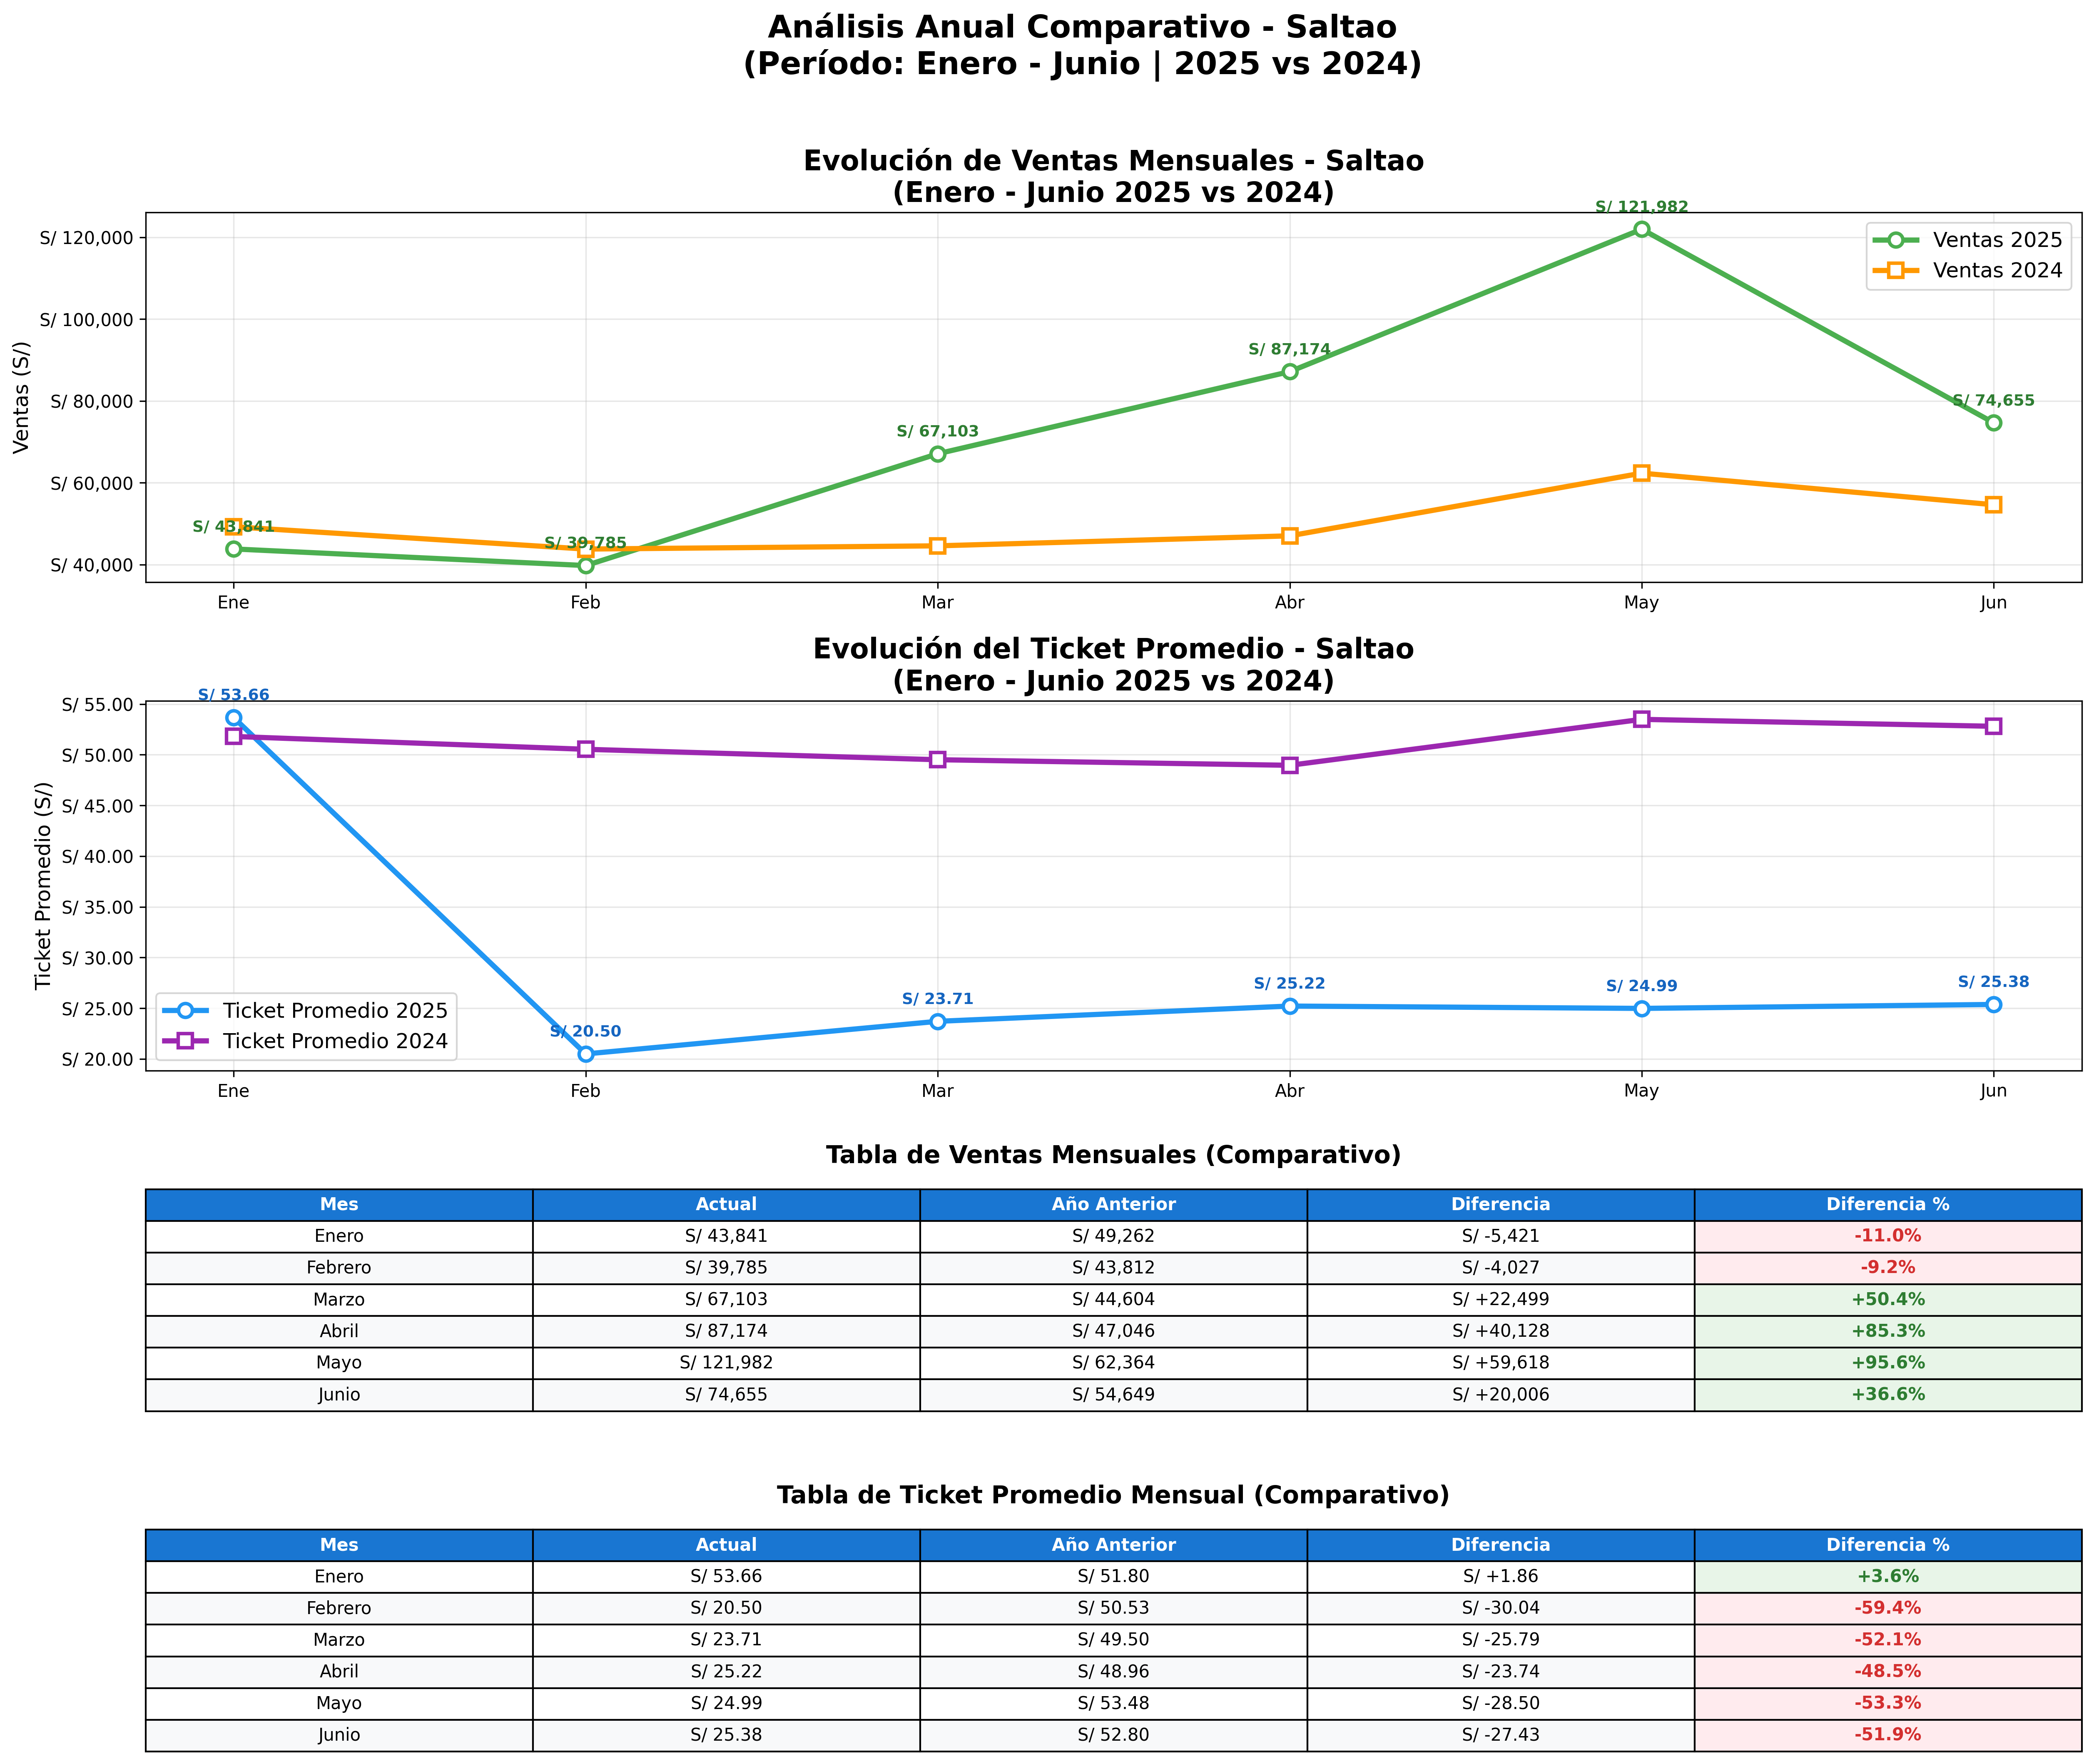 Análisis Anual Comparativo - Saltao
(Período: Enero - Junio | 2025 vs 2024)
Evolución de Ventas Mensuales - Saltao
(Enero - Junio 2025 vs 2024)
Ventas (S/)
S/ 120,000
S/ 100,000
S/ 80,000
S/ 60,000
S/ 40,000
S/ 43,841
S/ 39,785
S/ 67,103
S/ 87,174
S/ 121,982
S/ 74,655
Ventas 2025
Ventas 2024
Ene Feb Mar Abr May Jun
Evolución del Ticket Promedio - Saltao
(Enero - Junio 2025 vs 2024)
Ticket Promedio (S/)
S/ 55.00
S/ 50.00
S/ 45.00
S/ 40.00
S/ 35.00
S/ 30.00
S/ 25.00
S/ 20.00
S/ 53.66
S/ 20.50
S/ 23.71
S/ 25.22
S/ 24.99
S/ 25.38
Ticket Promedio 2025
Ticket Promedio 2024
Ene Feb Mar Abr May Jun
Tabla de Ventas Mensuales (Comparativo)
Mes Actual Año Anterior Diferencia Diferencia %
Enero S/ 43,841 S/ 49,262 S/ -5,421 -11.0%
Febrero S/ 39,785 S/ 43,812 S/ -4,027 -9.2%
Marzo S/ 67,103 S/ 44,604 S/ +22,499 +50.4%
Abril S/ 87,174 S/ 47,046 S/ +40,128 +85.3%
Mayo S/ 121,982 S/ 62,364 S/ +59,618 +95.6%
Junio S/ 74,655 S/ 54,649 S/ +20,006 +36.6%
Tabla de Ticket Promedio Mensual (Comparativo)
Mes Actual Año Anterior Diferencia Diferencia %
Enero S/ 53.66 S/ 51.80 S/ +1.86 +3.6%
Febrero S/ 20.50 S/ 50.53 S/ -30.04 -59.4%
Marzo S/ 23.71 S/ 49.50 S/ -25.79 -52.1%
Abril S/ 25.22 S/ 48.96 S/ -23.74 -48.5%
Mayo S/ 24.99 S/ 53.48 S/ -28.50 -53.3%
Junio S/ 25.38 S/ 52.80 S/ -27.43 -51.9%